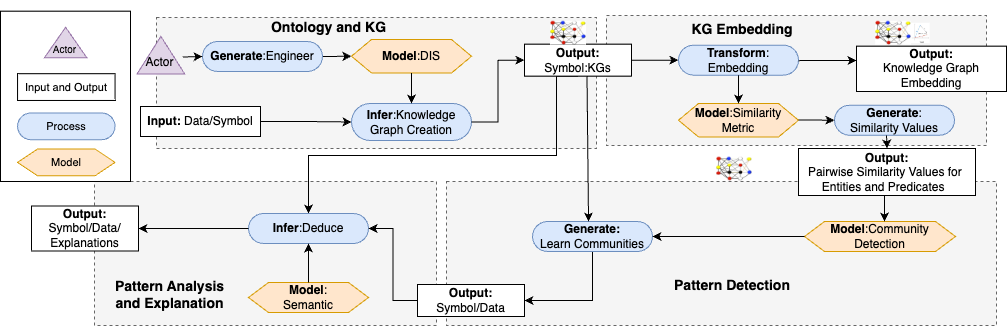 Actor
Input and Output
Process
Model
Ontology and KG
Actor
Generate:Engineer
Model:DIS
Input: Data/Symbol
Infer:Knowledge
Graph Creation
Output:
Symbol:KGs
KG Embedding
Transform:
Embedding
Output:
Knowledge Graph
Embedding
Model:Similarity
Metric
Generate:
Similarity Values
Output:
Pairwise Similarity Values for
Entities and Predicates
Output:
Symbol/Data/
Explanations
Infer:Deduce
Generate:
Learn Communities
Model:Community
Detection
Pattern Analysis
and Explanation
Model:
Semantic
Output:
Symbol/Data
Pattern Detection